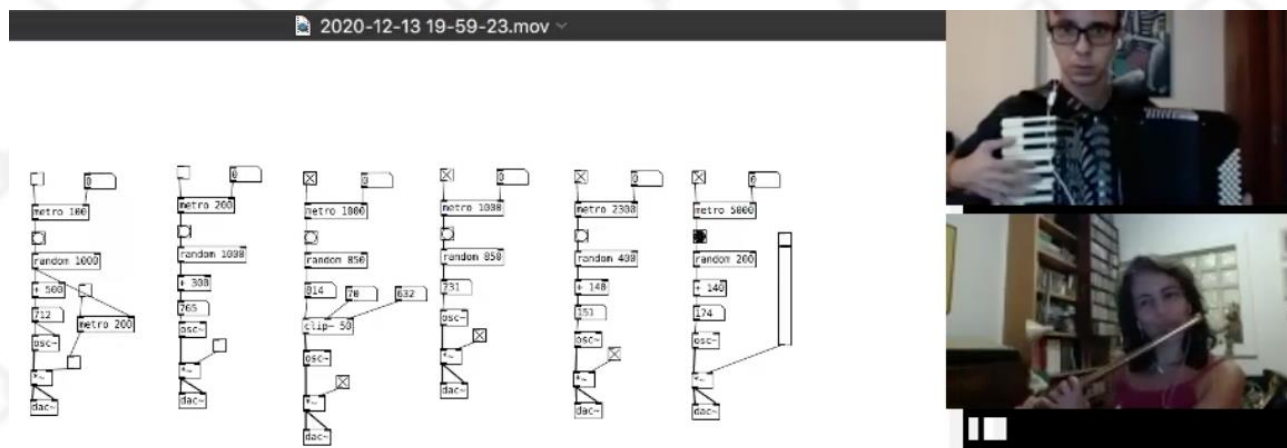 2020-12-13 19-59-23.mov
0
metro 100
random 1000
+ 500
712
metro 200
osc~
*~
dac~
0
metro 200
random 1000
+ 300
765
osc~
*~
dac~
0
metro 1000
random 850
814 70 632
clip~ 50
osc~
*~
dac~
0
metro 1000
random 850
osc~
*~
dac~
0
metro 2300
random 400
+ 140
151
osc~
*~
dac~
0
metro 5000
random 200
+ 140
174
osc~
*~
dac~